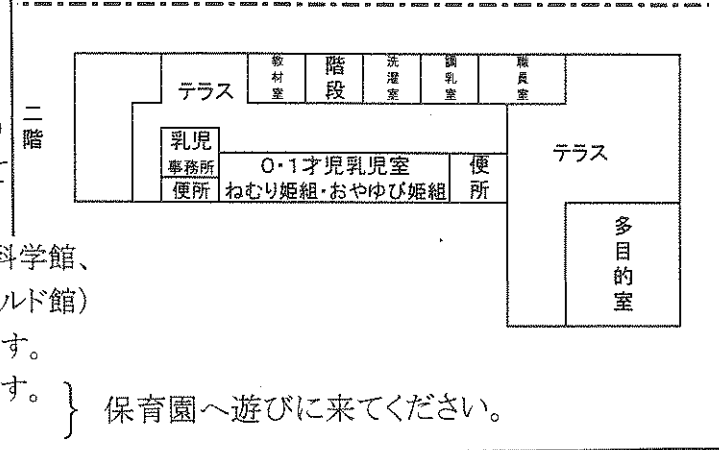 二階
テラス
教材室
階段
洗濯室
調乳室
職員室
乳児
事務所
便所
0・1才児乳児室
ねむり姫組・おやゆび姫組
便所
テラス
多目的室
科学館、
ルド館)
す。
す。
保育園へ遊びに来てください。